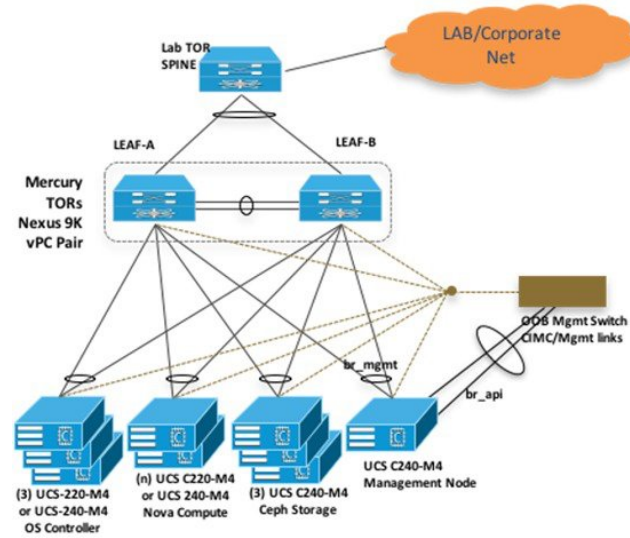 LAB/Corporate
Net
Lab TOR
SPINE
LEAF-A
LEAF-B
Mercury
TORs
Nexus 9K
vPC Pair
OOB Mgmt Switch
CIMC/Mgmt links
br_mgmt
br_api
(3) UCS-220-M4
or UCS-240-M4
OS Controller
(n) UCS C220-M4
or UCS 240-M4
Nova Compute
(3) UCS C240-M4
Ceph Storage
UCS C240-M4
Management Node
C
C
C
C